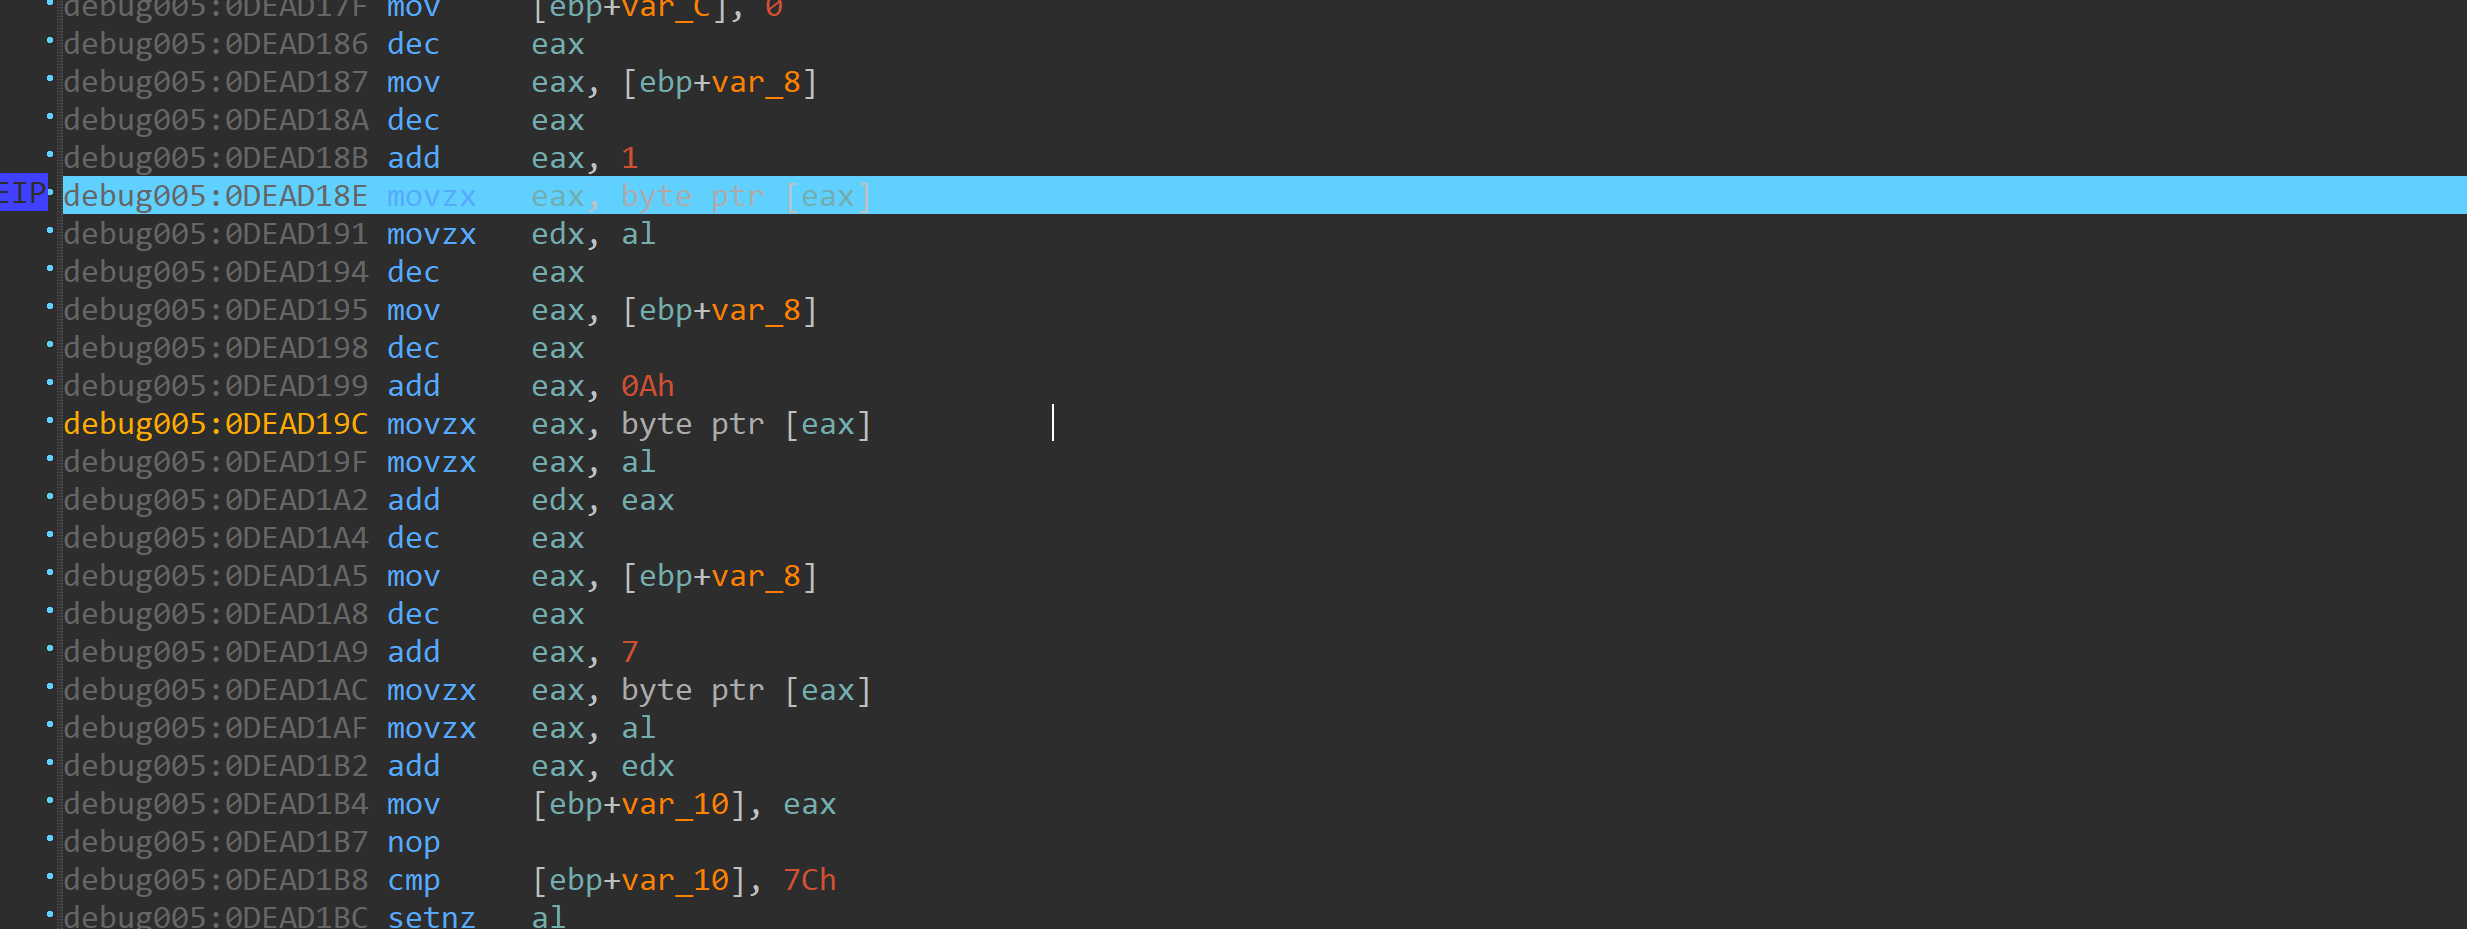 debug005:0DEAD17F mov [ebp+var_C], 0
debug005:0DEAD186 dec eax
debug005:0DEAD187 mov eax, [ebp+var_8]
debug005:0DEAD18A dec eax
debug005:0DEAD18B add eax, 1
EIP debug005:0DEAD18E movzx eax, byte ptr [eax]
debug005:0DEAD191 movzx edx, al
debug005:0DEAD194 dec eax
debug005:0DEAD195 mov eax, [ebp+var_8]
debug005:0DEAD198 dec eax
debug005:0DEAD199 add eax, 0Ah
debug005:0DEAD19C movzx eax, byte ptr [eax]
debug005:0DEAD19F movzx eax, al
debug005:0DEAD1A2 add edx, eax
debug005:0DEAD1A4 dec eax
debug005:0DEAD1A5 mov eax, [ebp+var_8]
debug005:0DEAD1A8 dec eax
debug005:0DEAD1A9 add eax, 7
debug005:0DEAD1AC movzx eax, byte ptr [eax]
debug005:0DEAD1AF movzx eax, al
debug005:0DEAD1B2 add eax, edx
debug005:0DEAD1B4 mov [ebp+var_10], eax
debug005:0DEAD1B7 nop
debug005:0DEAD1B8 cmp [ebp+var_10], 7Ch
debug005:0DEAD1BC setnz al